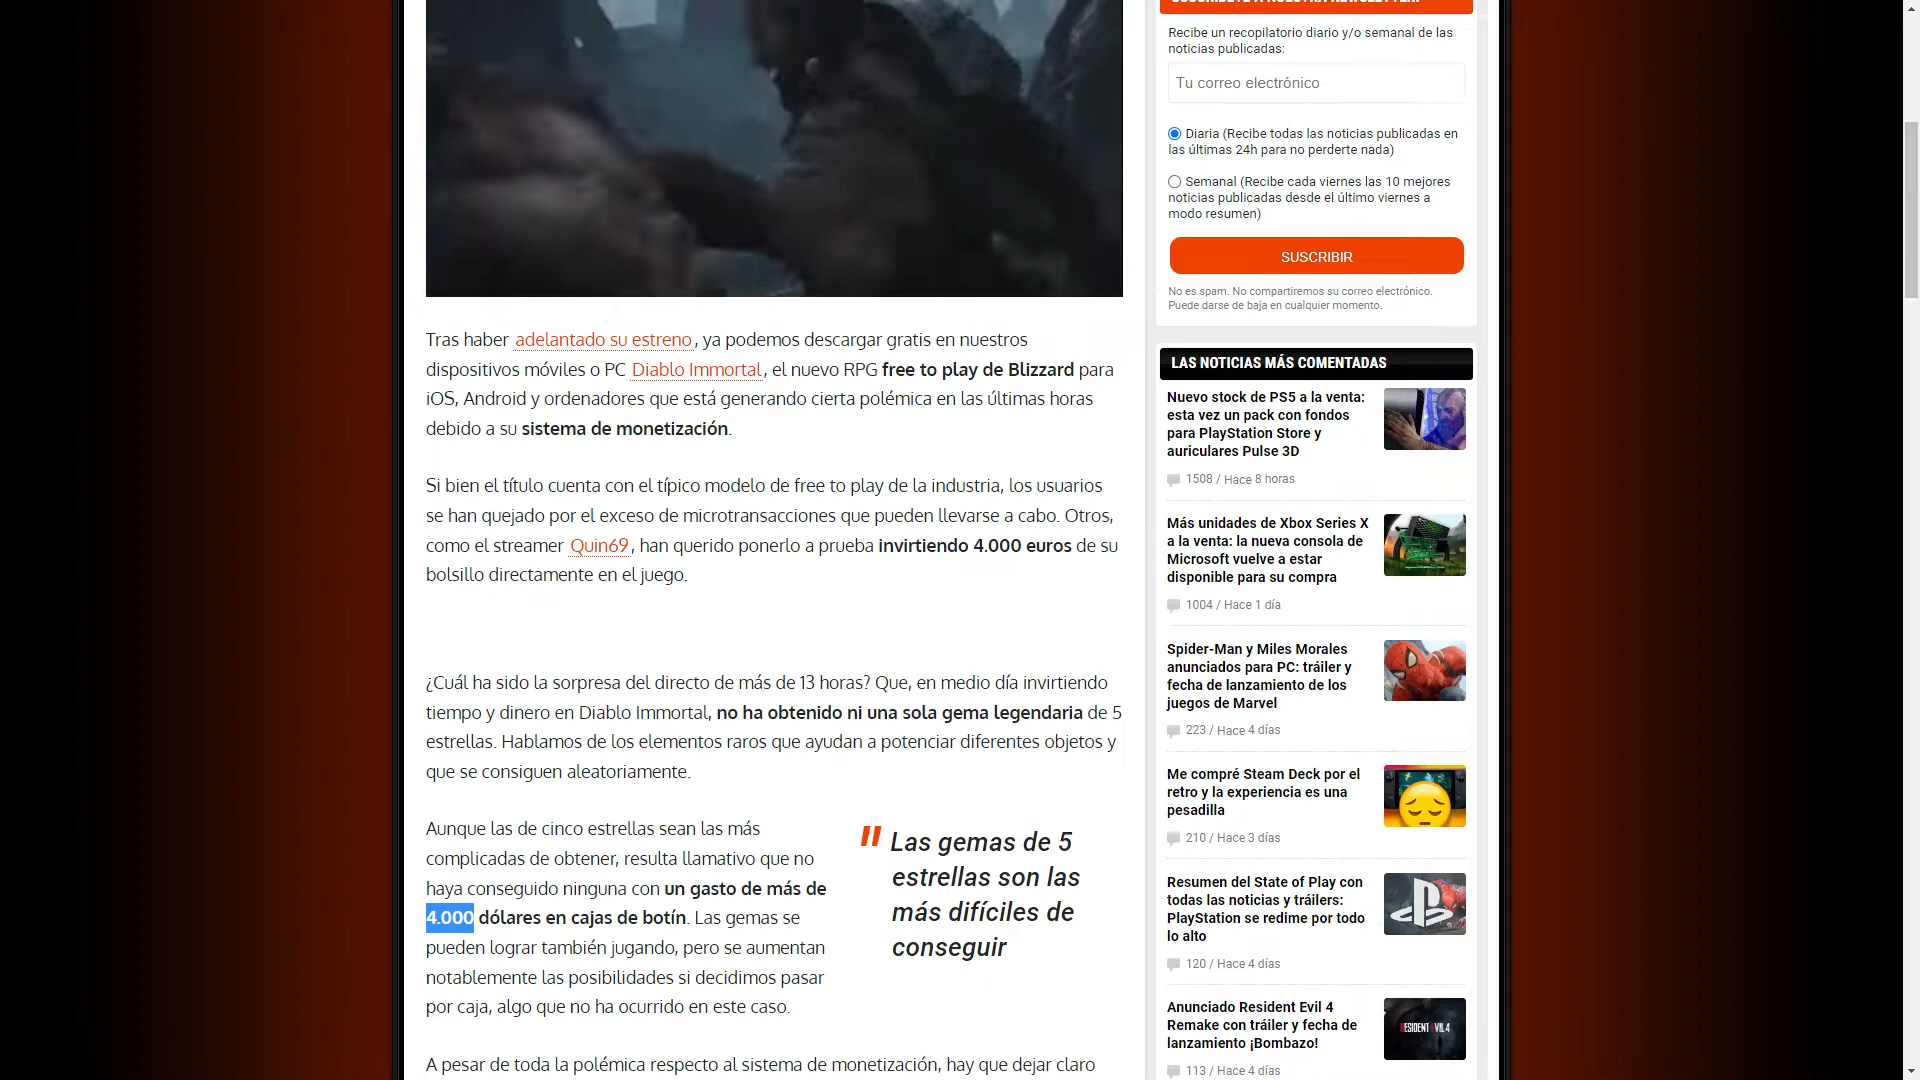 Recibe un recopilatorio diario y/o semanal de las
noticias publicadas:
Tu correo electrónico
Diaria (Recibe todas las noticias publicadas en
las últimas 24h para no perderte nada)
Semanal (Recibe cada viernes las 10 mejores
noticias publicadas desde el último viernes a
modo resumen)
SUSCRIBIR
No es spam. No compartiremos su correo electrónico.
Puede darse de baja en cualquier momento.
Tras haber adelantado su estreno, ya podemos descargar gratis en nuestros
dispositivos móviles o PC Diablo Immortal, el nuevo RPG free to play de Blizzard para
iOS, Android y ordenadores que está generando cierta polémica en las últimas horas
debido a su sistema de monetización.
Si bien el título cuenta con el típico modelo de free to play de la industria, los usuarios
se han quejado por el exceso de microtransacciones que pueden llevarse a cabo. Otros,
como el streamer Quin69, han querido ponerlo a prueba invirtiendo 4.000 euros de su
bolsillo directamente en el juego.
¿Cuál ha sido la sorpresa del directo de más de 13 horas? Que, en medio día invirtiendo
tiempo y dinero en Diablo Immortal, no ha obtenido ni una sola gema legendaria de 5
estrellas. Hablamos de los elementos raros que ayudan a potenciar diferentes objetos y
que se consiguen aleatoriamente.
Aunque las de cinco estrellas sean las más
complicadas de obtener, resulta llamativo que no
haya conseguido ninguna con un gasto de más de
4.000 dólares en cajas de botín. Las gemas se
pueden lograr también jugando, pero se aumentan
notablemente las posibilidades si decidimos pasar
por caja, algo que no ha ocurrido en este caso.
" Las gemas de 5
estrellas son las
más difíciles de
conseguir
A pesar de toda la polémica respecto al sistema de monetización, hay que dejar claro
LAS NOTICIAS MÁS COMENTADAS
Nuevo stock de PS5 a la venta:
esta vez un pack con fondos
para PlayStation Store y
auriculares Pulse 3D
1508 / Hace 8 horas
Más unidades de Xbox Series X
a la venta: la nueva consola de
Microsoft vuelve a estar
disponible para su compra
1004 / Hace 1 día
Spider-Man y Miles Morales
anunciados para PC: tráiler y
fecha de lanzamiento de los
juegos de Marvel
223 / Hace 4 días
Me compré Steam Deck por el
retro y la experiencia es una
pesadilla
210 / Hace 3 días
Resumen del State of Play con
todas las noticias y tráilers:
PlayStation se redime por todo
lo alto
120 / Hace 4 días
Anunciado Resident Evil 4
Remake con tráiler y fecha de
lanzamiento ¡Bombazo!
RESIDENT EVIL 4
113 / Hace 4 días